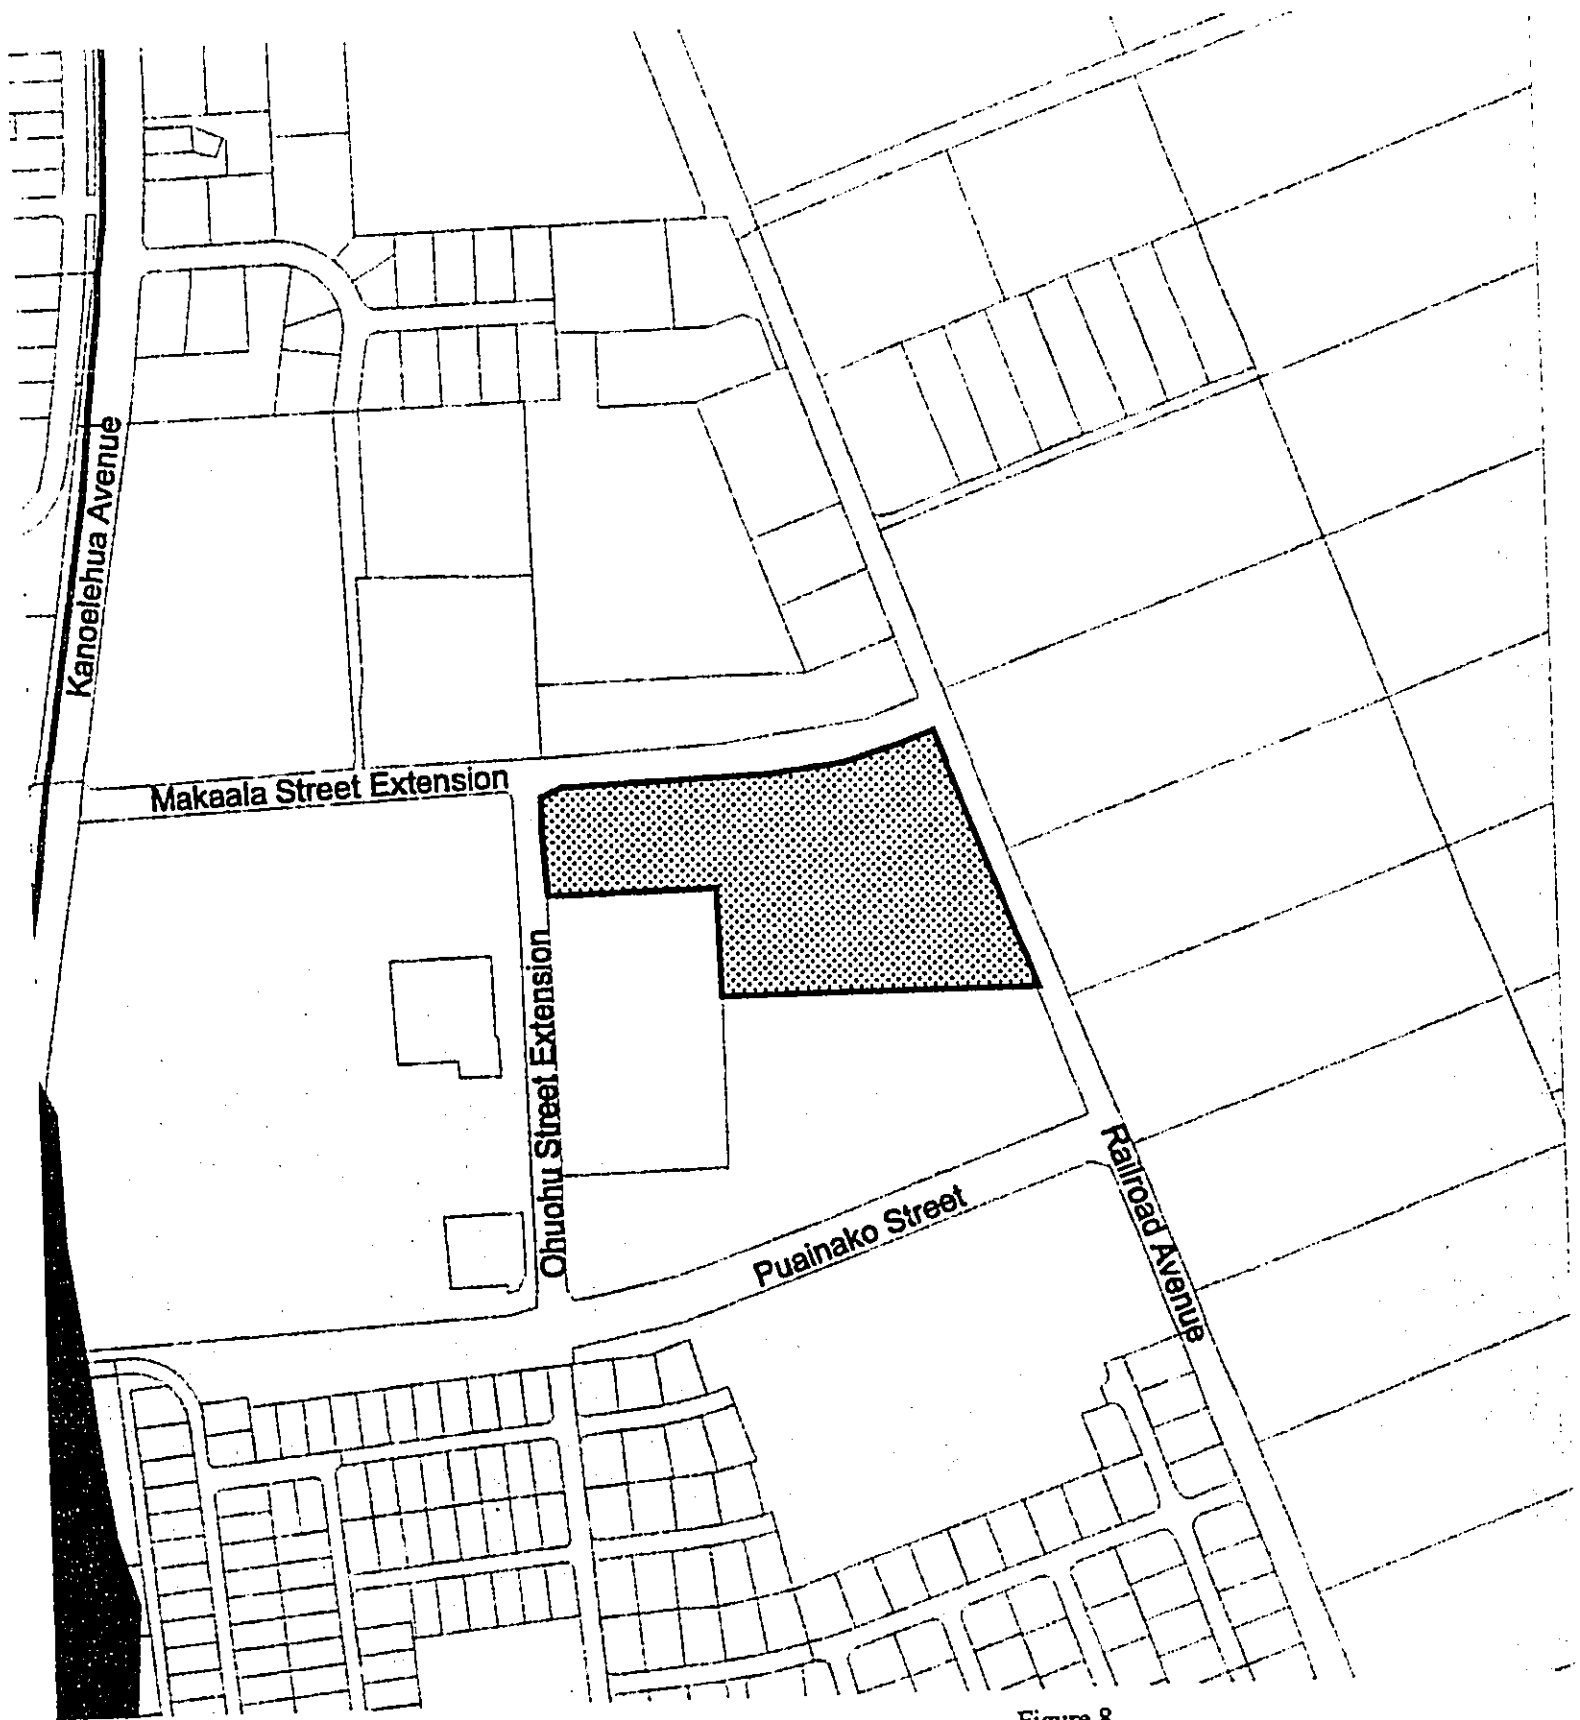 Kanoelehua Avenue
Makaala Street Extension
Ohuohu Street Extension
Puainako Street
Railroad Avenue
Figure 8